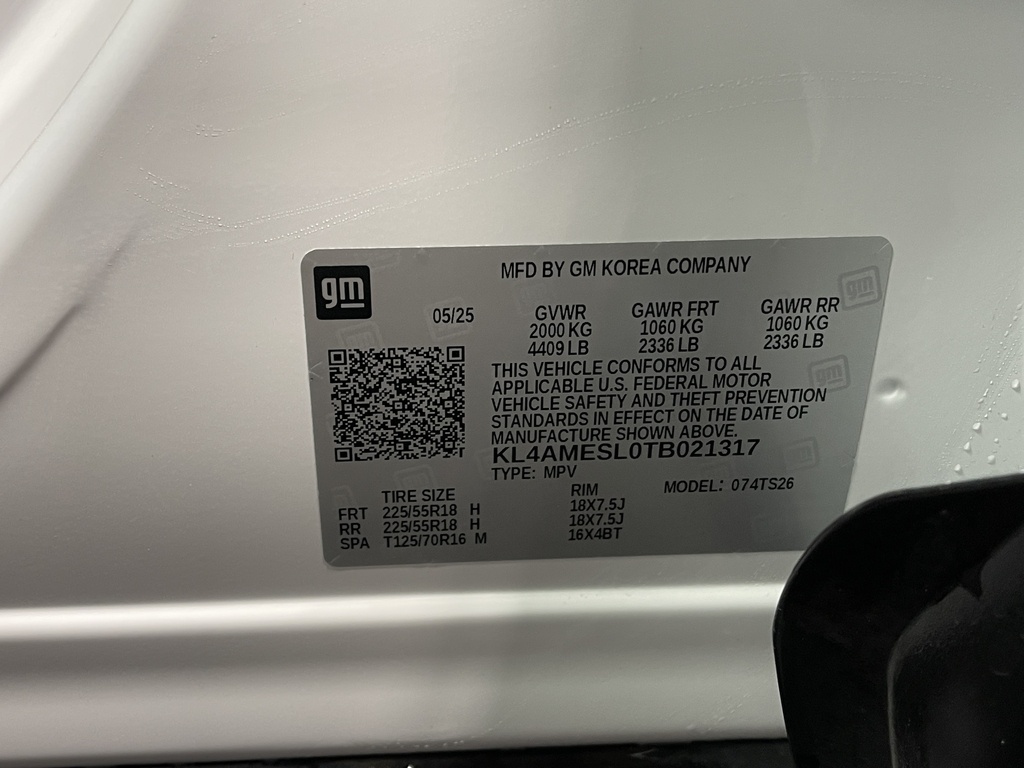 gm
MFD BY GM KOREA COMPANY
05/25 GVWR GAWR FRT GAWR RR
2000 KG 1060 KG 1060 KG
4409 LB 2336 LB 2336 LB
THIS VEHICLE CONFORMS TO ALL
APPLICABLE U.S. FEDERAL MOTOR
VEHICLE SAFETY AND THEFT PREVENTION
STANDARDS IN EFFECT ON THE DATE OF
MANUFACTURE SHOWN ABOVE.
KL4AMESL0TB021317
TYPE: MPV MODEL: 074TS26
TIRE SIZE RIM
FRT 225/55R18 H 18X7.5J
RR 225/55R18 H 18X7.5J
SPA T125/70R16 M 16X4BT